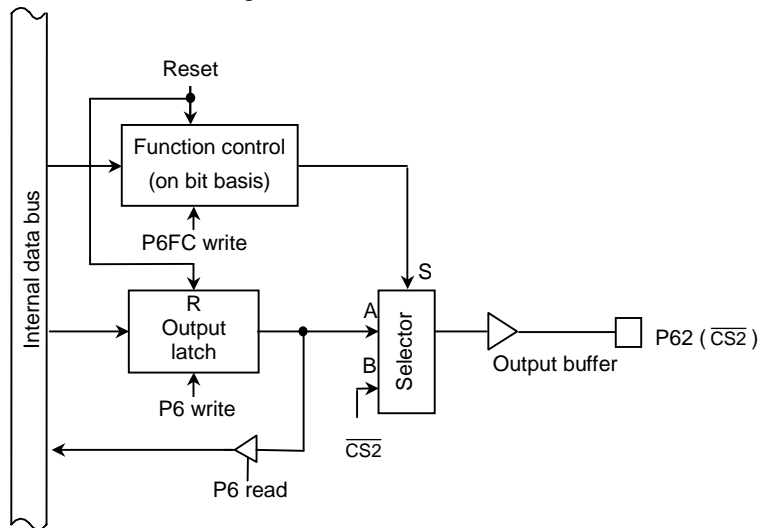 Reset
Function control
(on bit basis)
P6FC write
Internal data bus
S
R
Output
latch
A
B
Selector
Output buffer
P62 ( CS2 )
P6 write
CS2
P6 read